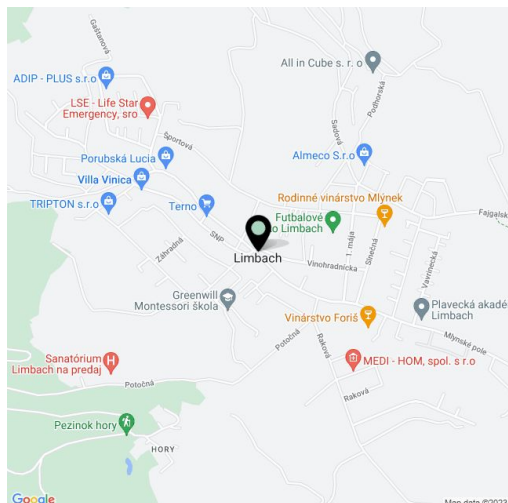 Gaštanová
ADIP - PLUS s.r.o
All in Cube s. r. o
Podhorská
LSE - Life Star
Emergency, sro
Sadová
Športová
Porubská Lucia
Almeco S.r.o
Villa Vinica
TRIPTON s.r.o
Terno
Rodinné vinárstvo Mlynek
Futbalové
o Limbach
Fajgalsk
SNP
Záhradná
Limbach
Vinohradnícka
1. mája
Slnečná
Vavrinecká
Greenwill
Montessori škola
Plavecká akadé
Limbach
Vinárstvo Foriš
Mlynské pole
Potočná
Raková
Sanatórium
Limbach na predaj
MEDI - HOM, spol. s r.o
Potočná
Raková
Pezinok hory
HORY
Google
Map data ©2023